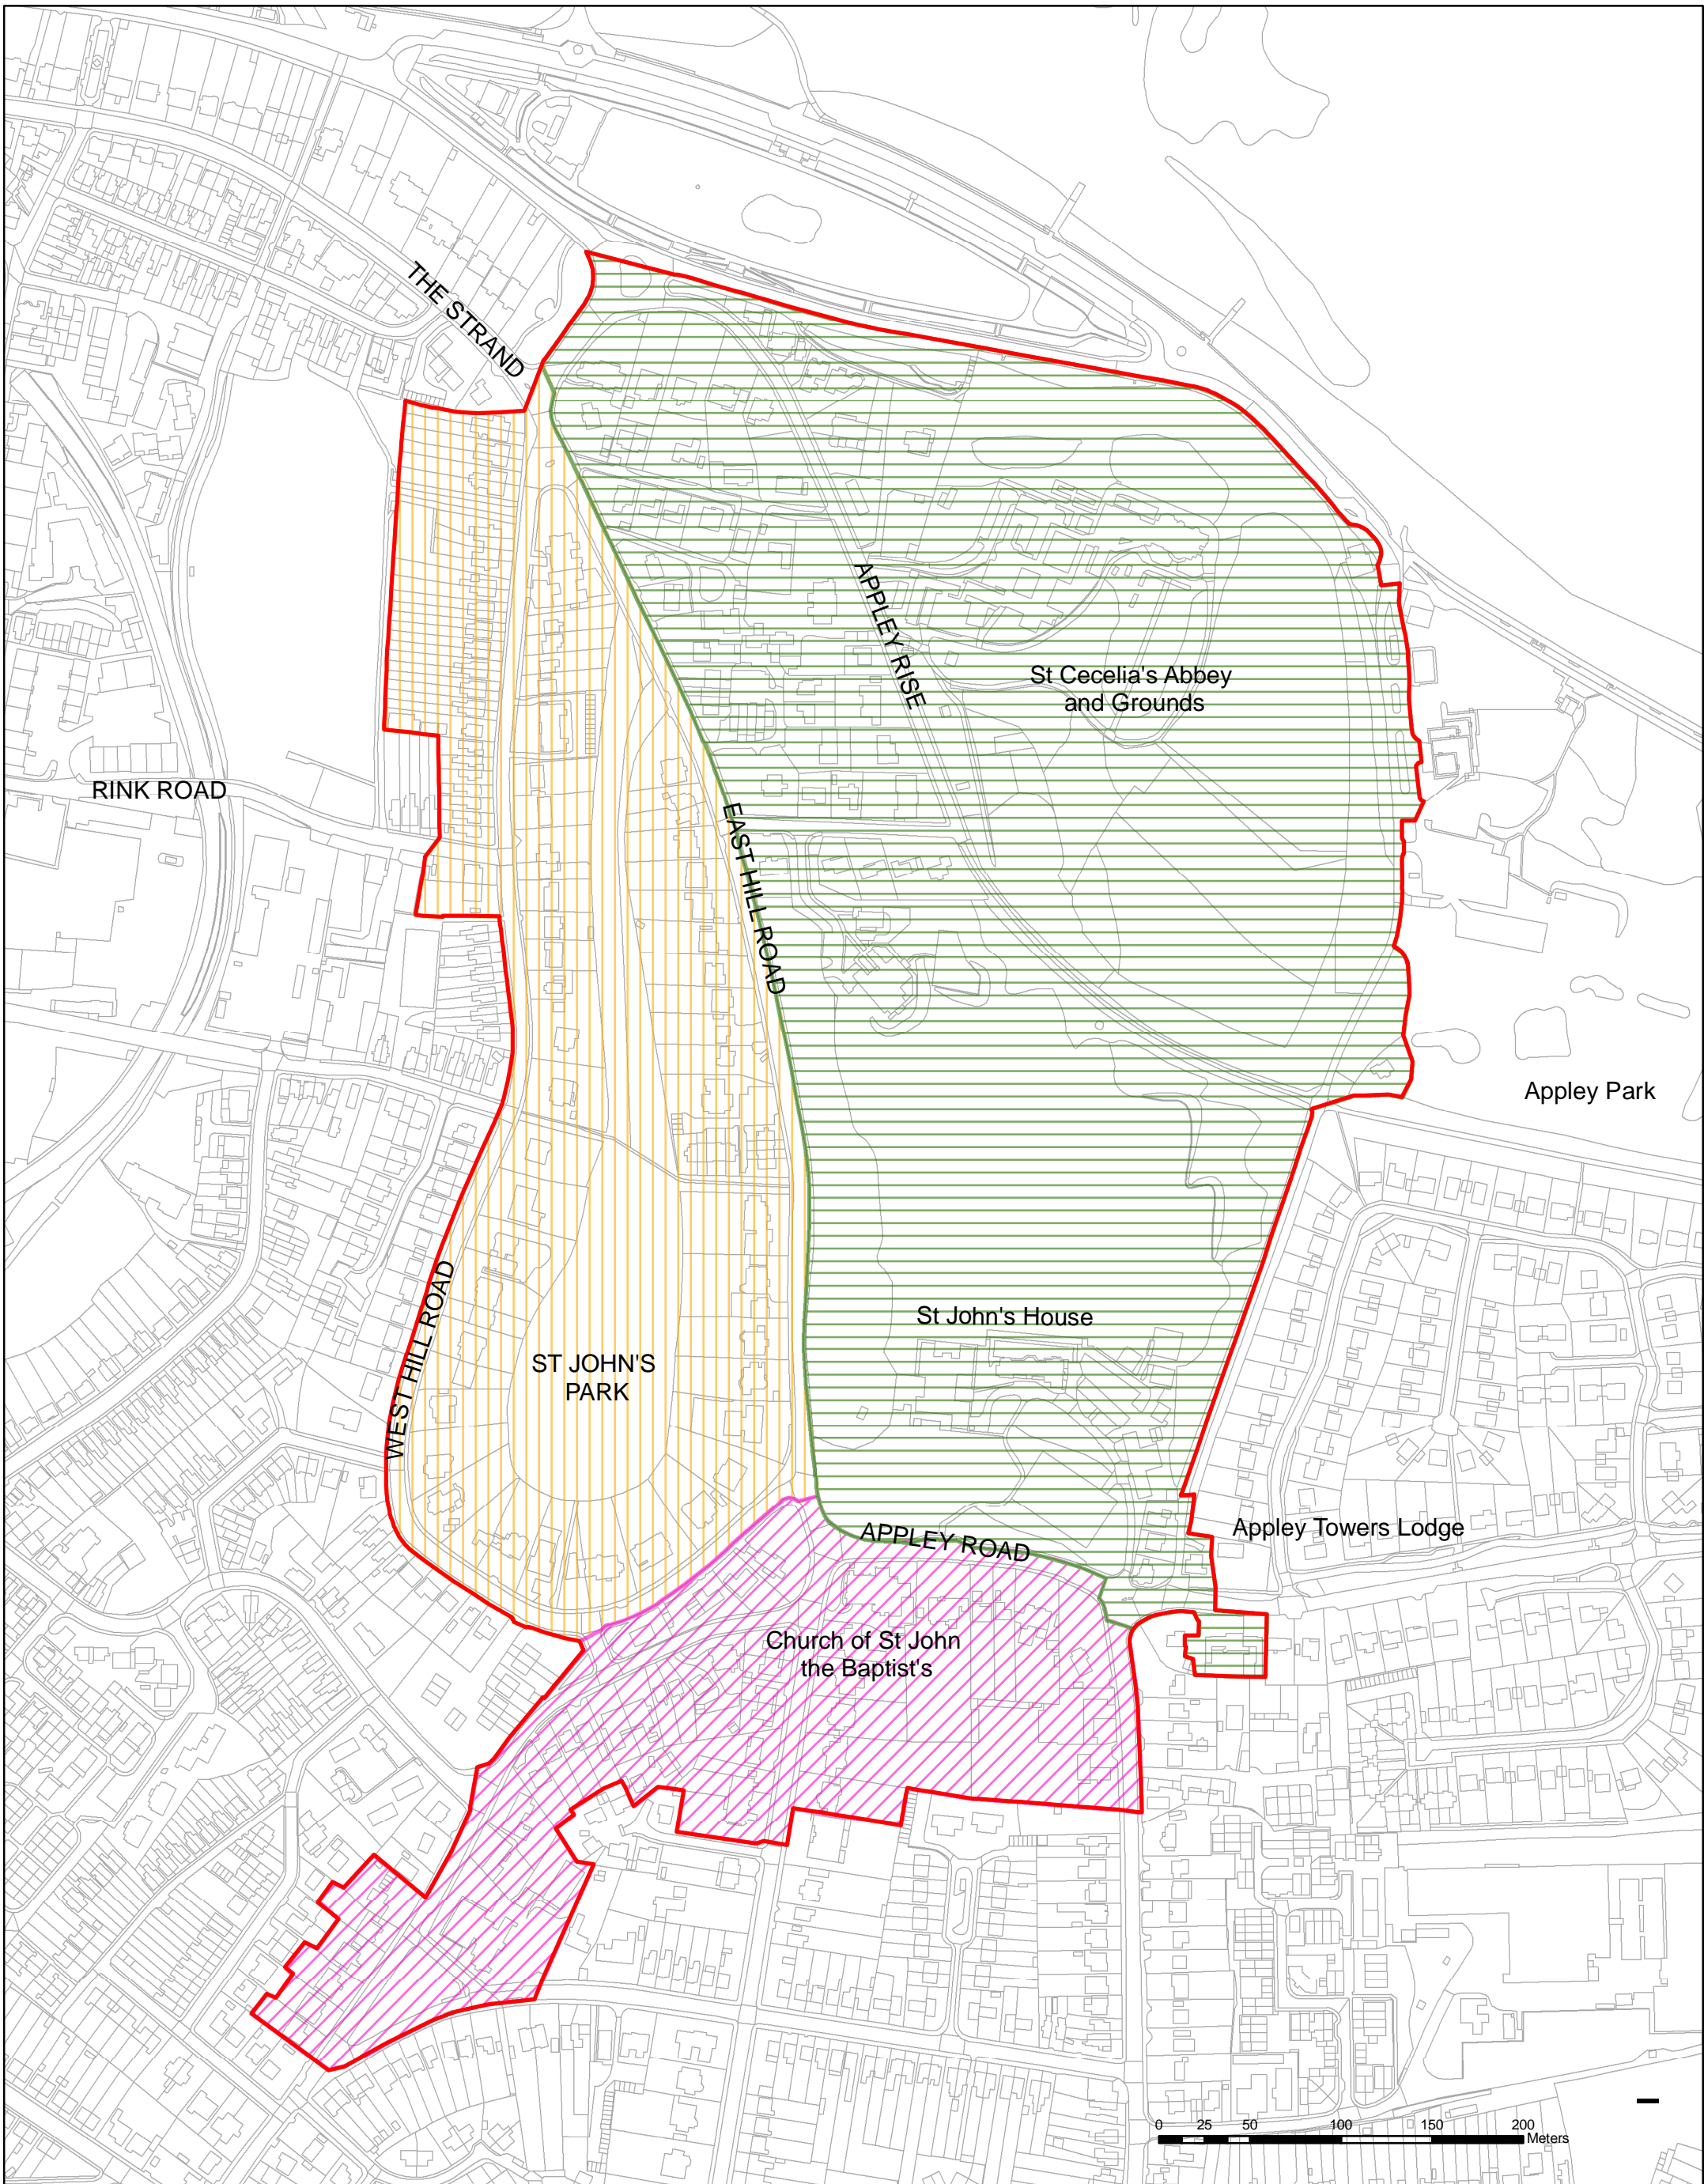 THE STRAND
APPLEY RISE
St Cecelia's Abbey
and Grounds
RINK ROAD
EAST HILL ROAD
Appley Park
WEST HILL ROAD
St John's House
ST JOHN'S
PARK
APPLEY ROAD
Appley Towers Lodge
Church of St John
the Baptist's
0 25 50 100 150 200
Meters